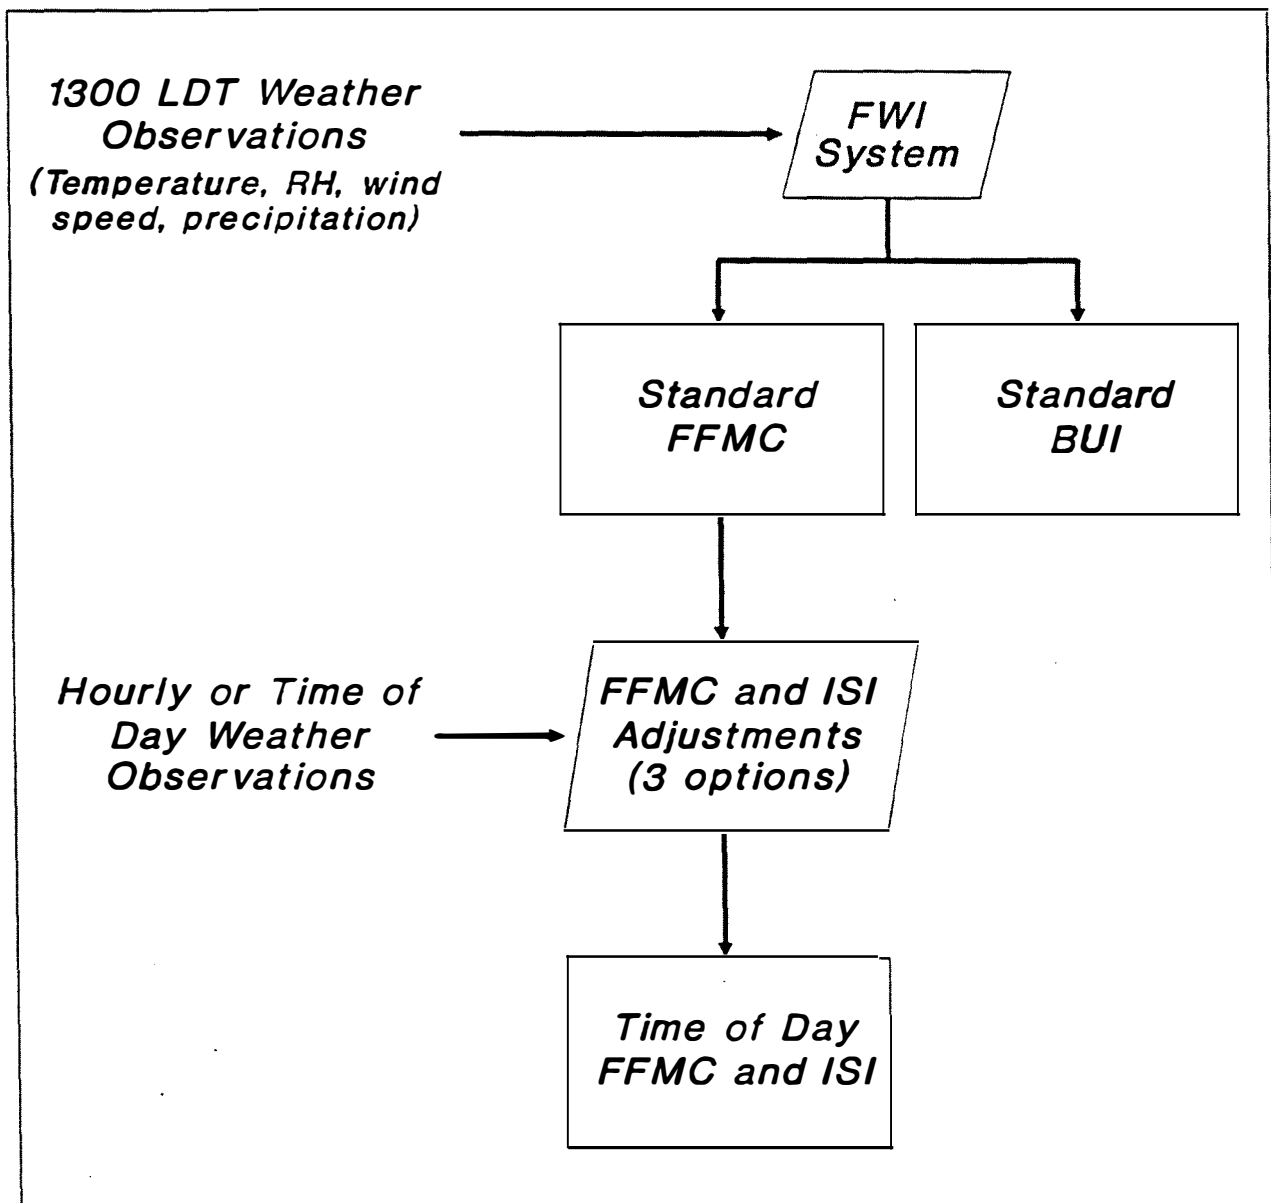 1300 LDT Weather
Observations
(Temperature, RH, wind
speed, precipitation)
FWI
System
Standard
FFMC
Standard
BUI
Hourly or Time of
Day Weather
Observations
FFMC and ISI
Adjustments
(3 options)
Time of Day
FFMC and ISI